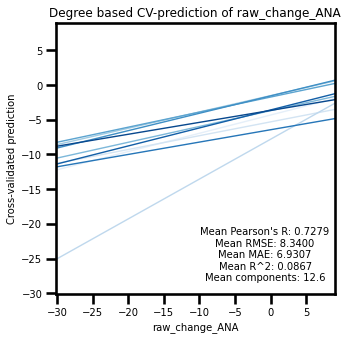 Degree based CV-prediction of raw_change_ANA
Cross-validated prediction
5
0
−5
−10
−15
−20
−25
−30
Mean Pearson's R: 0.7279
Mean RMSE: 8.3400
Mean MAE: 6.9307
Mean R^2: 0.0867
Mean components: 12.6
−30 −25 −20 −15 −10 −5 0 5
raw_change_ANA